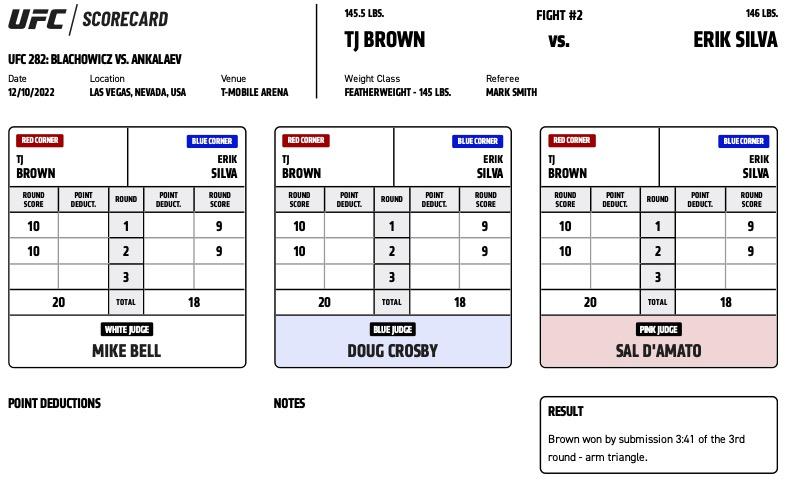 UFC / SCORECARD
UFC 282: BLACHOWICZ VS. ANKALAEV
Date Location Venue
12/10/2022 LAS VEGAS, NEVADA, USA T-MOBILE ARENA
145.5 LBS. FIGHT #2 146 LBS.
TJ BROWN vs. ERIK SILVA
Weight Class Referee
FEATHERWEIGHT - 145 LBS. MARK SMITH
RED CORNER BLUE CORNER
TJ ERIK
BROWN SILVA
ROUND POINT ROUND POINT ROUND
SCORE DEDUCT. DEDUCT. SCORE
10 1 9
10 2 9
3
20 TOTAL 18
WHITE JUDGE
MIKE BELL
RED CORNER BLUE CORNER
TJ ERIK
BROWN SILVA
ROUND POINT ROUND POINT ROUND
SCORE DEDUCT. DEDUCT. SCORE
10 1 9
10 2 9
3
20 TOTAL 18
BLUE JUDGE
DOUG CROSBY
RED CORNER BLUE CORNER
TJ ERIK
BROWN SILVA
ROUND POINT ROUND POINT ROUND
SCORE DEDUCT. DEDUCT. SCORE
10 1 9
10 2 9
3
20 TOTAL 18
PINK JUDGE
SAL D'AMATO
POINT DEDUCTIONS
NOTES
RESULT
Brown won by submission 3:41 of the 3rd
round - arm triangle.